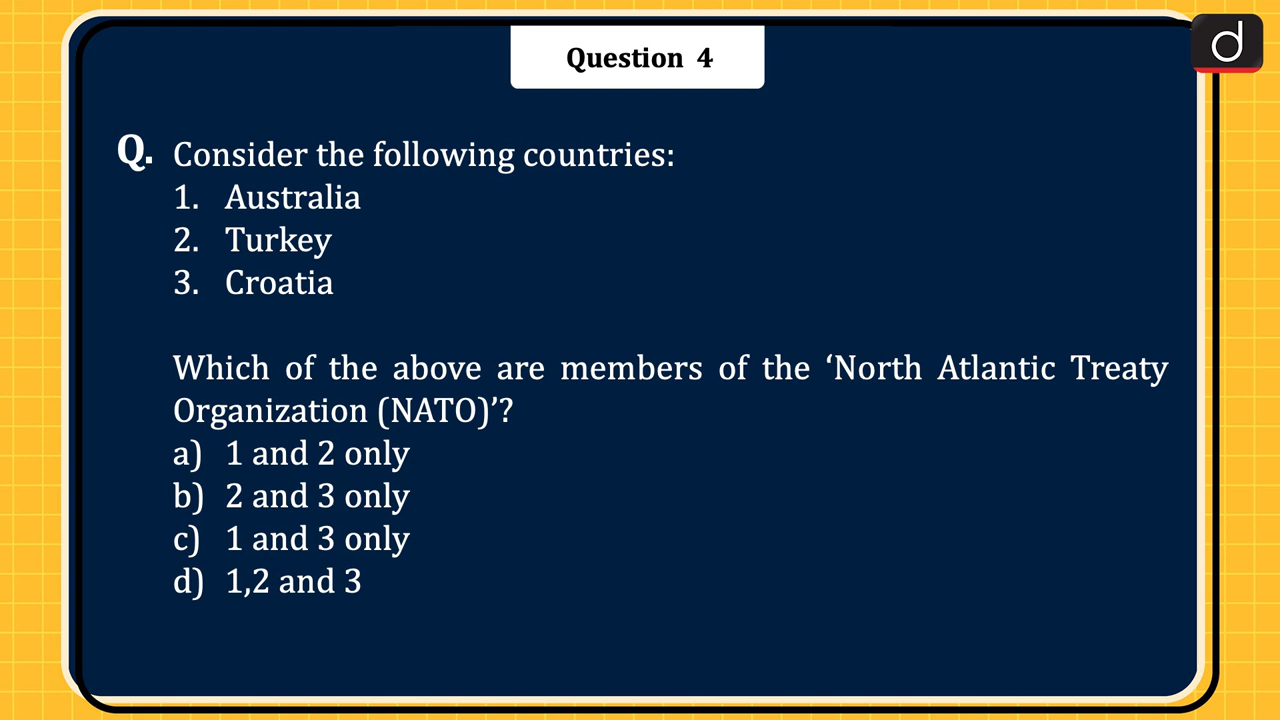 Question 4
d
Q. Consider the following countries:
1. Australia
2. Turkey
3. Croatia
Which of the above are members of the ‘North Atlantic Treaty
Organization (NATO)’?
a) 1 and 2 only
b) 2 and 3 only
c) 1 and 3 only
d) 1,2 and 3